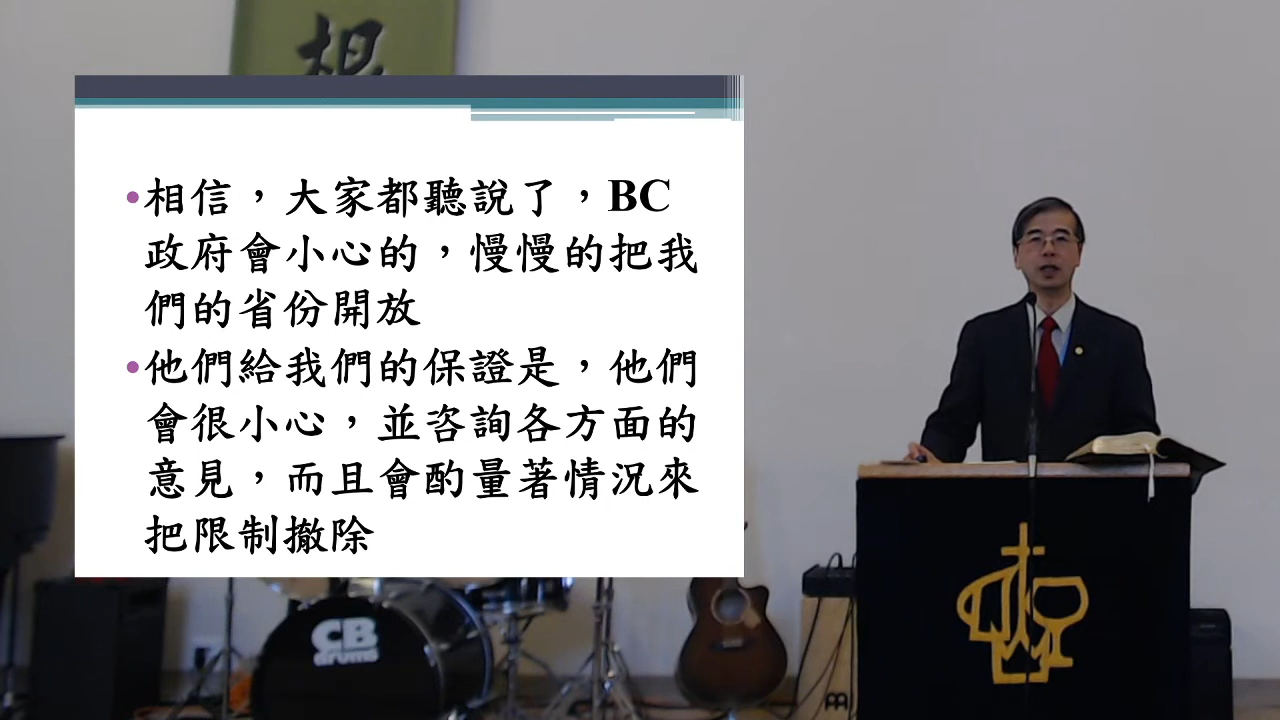 根
•相信，大家都聽說了，BC
政府會小心的，慢慢的把我
們的省份開放
•他們給我們的保證是，他們
會很小心，並咨詢各方面的
意見，而且會酌量著情況來
把限制撤除
CB
drums